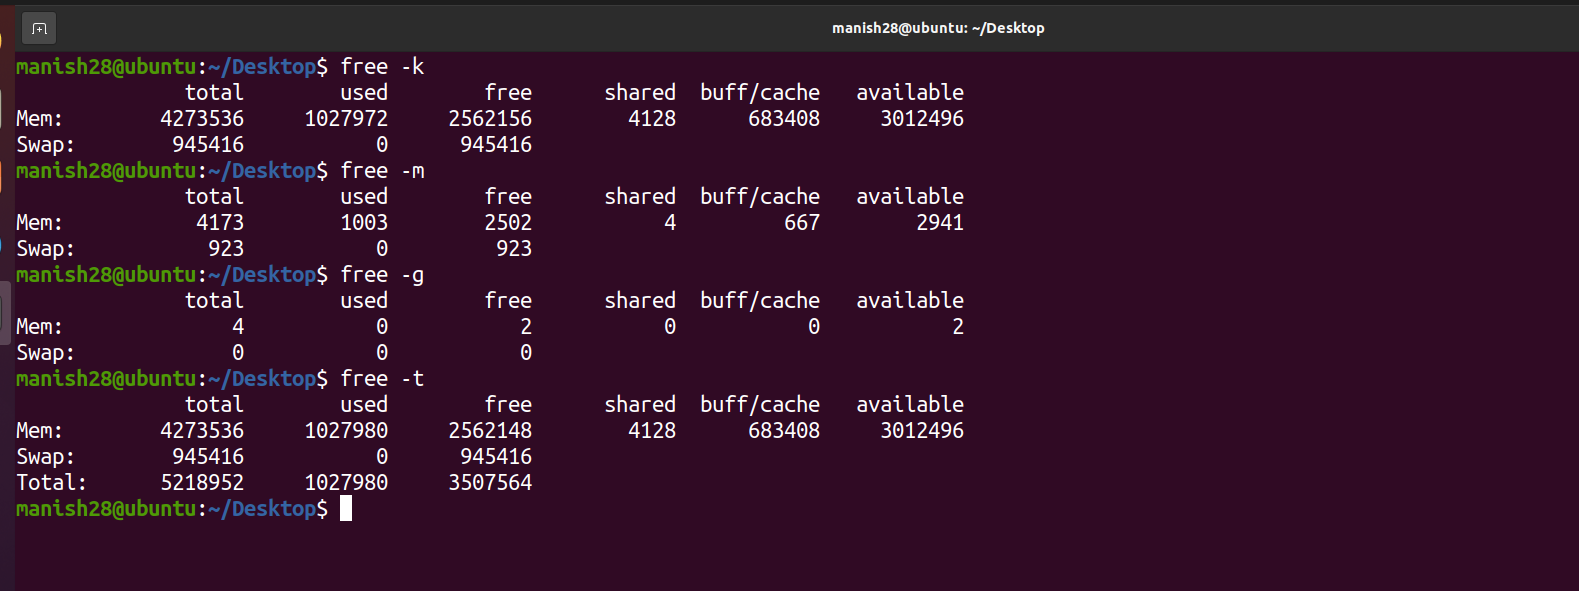 manish28@ubuntu: ~/Desktop
manish28@ubuntu:~/Desktop$ free -k
              total        used        free      shared  buff/cache   available
Mem:        4273536     1027972     2562156        4128      683408     3012496
Swap:        945416           0      945416
manish28@ubuntu:~/Desktop$ free -m
              total        used        free      shared  buff/cache   available
Mem:           4173        1003        2502           4         667        2941
Swap:           923           0         923
manish28@ubuntu:~/Desktop$ free -g
              total        used        free      shared  buff/cache   available
Mem:              4           0           2           0           0           2
Swap:             0           0           0
manish28@ubuntu:~/Desktop$ free -t
              total        used        free      shared  buff/cache   available
Mem:        4273536     1027980     2562148        4128      683408     3012496
Swap:        945416           0      945416
Total:      5218952     1027980     3507564
manish28@ubuntu:~/Desktop$